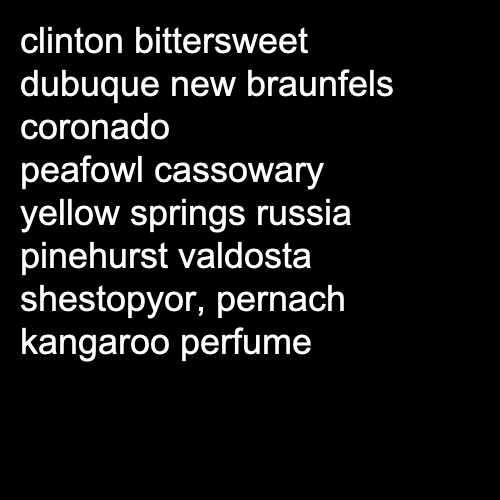 clinton bittersweet
dubuque new braunfels
coronado
peafowl cassowary
yellow springs russia
pinehurst valdosta
shestopyor, pernach
kangaroo perfume